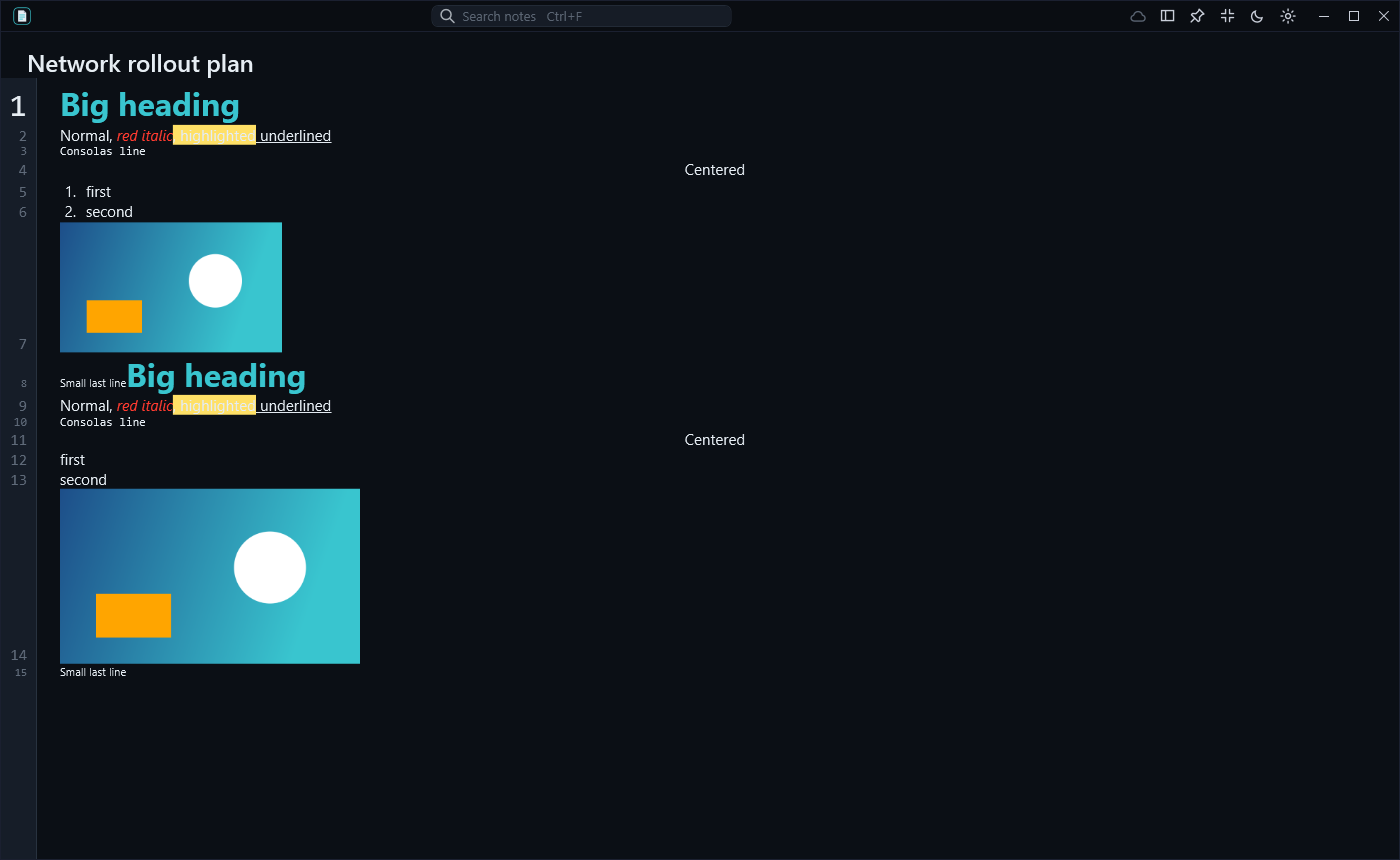 Search notes Ctrl+F
Network rollout plan
1 Big heading
2 Normal, red italic highlighted underlined
3 Consolas line
4 Centered
5 1. first
6 2. second
7
8 Small last lineBig heading
9 Normal, red italic highlighted underlined
10 Consolas line
11 Centered
12 first
13 second
14
15 Small last line